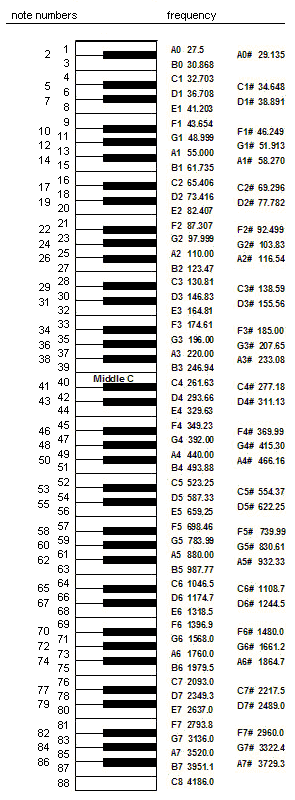 note numbers frequency
1 A0 27.5
2 A0# 29.135
3 B0 30.868
4 C1 32.703
5 C1# 34.648
6 D1 36.708
7 D1# 38.891
8 E1 41.203
9 F1 43.654
10 F1# 46.249
11 G1 48.999
12 G1# 51.913
13 A1 55.000
14 A1# 58.270
15 B1 61.735
16 C2 65.406
17 C2# 69.296
18 D2 73.416
19 D2# 77.782
20 E2 82.407
21 F2 87.307
22 F2# 92.499
23 G2 97.999
24 G2# 103.83
25 A2 110.00
26 A2# 116.54
27 B2 123.47
28 C3 130.81
29 C3# 138.59
30 D3 146.83
31 D3# 155.56
32 E3 164.81
33 F3 174.61
34 F3# 185.00
35 G3 196.00
36 G3# 207.65
37 A3 220.00
38 A3# 233.08
39 B3 246.94
40 Middle C C4 261.63
41 C4# 277.18
42 D4 293.66
43 D4# 311.13
44 E4 329.63
45 F4 349.23
46 F4# 369.99
47 G4 392.00
48 G4# 415.30
49 A4 440.00
50 A4# 466.16
51 B4 493.88
52 C5 523.25
53 C5# 554.37
54 D5 587.33
55 D5# 622.25
56 E5 659.25
57 F5 698.46
58 F5# 739.99
59 G5 783.99
60 G5# 830.61
61 A5 880.00
62 A5# 932.33
63 B5 987.77
64 C6 1046.5
65 C6# 1108.7
66 D6 1174.7
67 D6# 1244.5
68 E6 1318.5
69 F6 1396.9
70 F6# 1480.0
71 G6 1568.0
72 G6# 1661.2
73 A6 1760.0
74 A6# 1864.7
75 B6 1979.5
76 C7 2093.0
77 C7# 2217.5
78 D7 2349.3
79 D7# 2489.0
80 E7 2637.0
81 F7 2793.8
82 F7# 2960.0
83 G7 3136.0
84 G7# 3322.4
85 A7 3520.0
86 A7# 3729.3
87 B7 3951.1
88 C8 4186.0